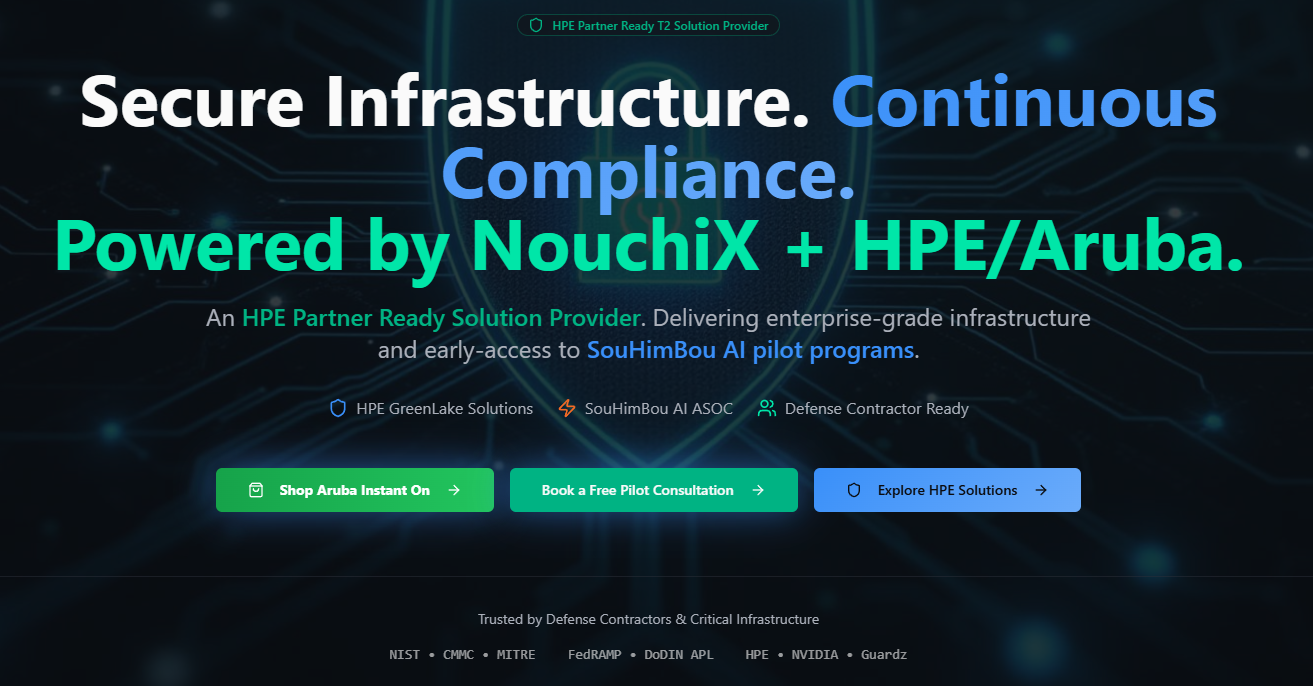 HPE Partner Ready T2 Solution Provider
Secure Infrastructure. Continuous
Compliance.
Powered by NouchiX + HPE/Aruba.
An HPE Partner Ready Solution Provider. Delivering enterprise-grade infrastructure
and early-access to SouHimBou AI pilot programs.
HPE GreenLake Solutions SouHimBou AI ASOC Defense Contractor Ready
Shop Aruba Instant On → Book a Free Pilot Consultation → Explore HPE Solutions →
Trusted by Defense Contractors & Critical Infrastructure
NIST • CMMC • MITRE FedRAMP • DoDIN APL HPE • NVIDIA • Guardz